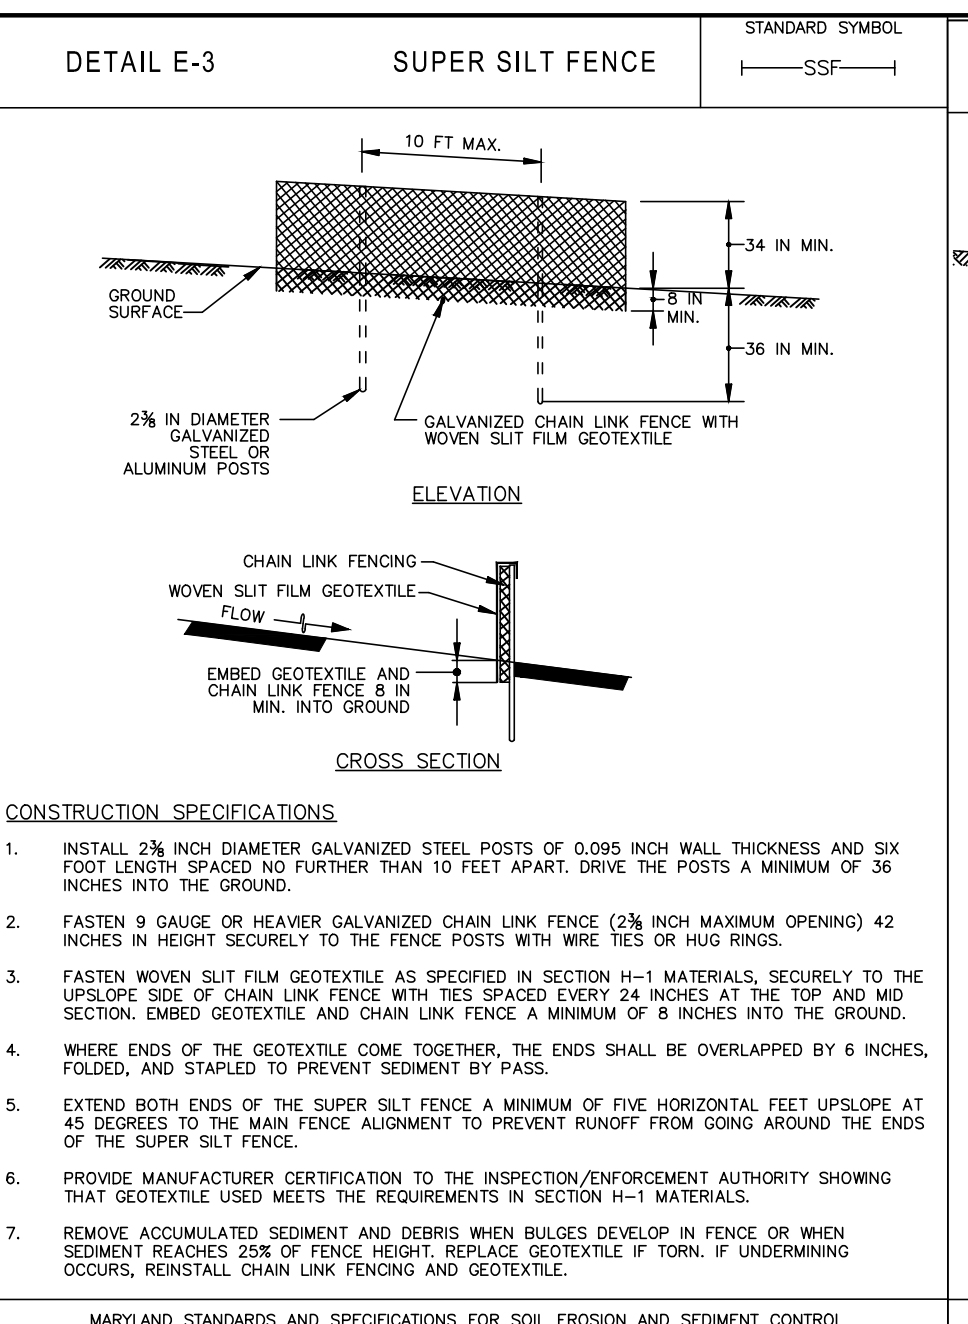 DETAIL E-3 SUPER SILT FENCE
STANDARD SYMBOL
SSF
10 FT MAX.
34 IN MIN.
GROUND
SURFACE
8 IN
MIN.
36 IN MIN.
2⅜ IN DIAMETER
GALVANIZED
STEEL OR
ALUMINUM POSTS
GALVANIZED CHAIN LINK FENCE WITH
WOVEN SLIT FILM GEOTEXTILE
ELEVATION
CHAIN LINK FENCING
WOVEN SLIT FILM GEOTEXTILE
FLOW
EMBED GEOTEXTILE AND
CHAIN LINK FENCE 8 IN
MIN. INTO GROUND
CROSS SECTION
CONSTRUCTION SPECIFICATIONS
1. INSTALL 2⅜ INCH DIAMETER GALVANIZED STEEL POSTS OF 0.095 INCH WALL THICKNESS AND SIX
FOOT LENGTH SPACED NO FURTHER THAN 10 FEET APART. DRIVE THE POSTS A MINIMUM OF 36
INCHES INTO THE GROUND.
2. FASTEN 9 GAUGE OR HEAVIER GALVANIZED CHAIN LINK FENCE (2⅜ INCH MAXIMUM OPENING) 42
INCHES IN HEIGHT SECURELY TO THE FENCE POSTS WITH WIRE TIES OR HUG RINGS.
3. FASTEN WOVEN SLIT FILM GEOTEXTILE AS SPECIFIED IN SECTION H-1 MATERIALS, SECURELY TO THE
UPSLOPE SIDE OF CHAIN LINK FENCE WITH TIES SPACED EVERY 24 INCHES AT THE TOP AND MID
SECTION. EMBED GEOTEXTILE AND CHAIN LINK FENCE A MINIMUM OF 8 INCHES INTO THE GROUND.
4. WHERE ENDS OF THE GEOTEXTILE COME TOGETHER, THE ENDS SHALL BE OVERLAPPED BY 6 INCHES,
FOLDED, AND STAPLED TO PREVENT SEDIMENT BY PASS.
5. EXTEND BOTH ENDS OF THE SUPER SILT FENCE A MINIMUM OF FIVE HORIZONTAL FEET UPSLOPE AT
45 DEGREES TO THE MAIN FENCE ALIGNMENT TO PREVENT RUNOFF FROM GOING AROUND THE ENDS
OF THE SUPER SILT FENCE.
6. PROVIDE MANUFACTURER CERTIFICATION TO THE INSPECTION/ENFORCEMENT AUTHORITY SHOWING
THAT GEOTEXTILE USED MEETS THE REQUIREMENTS IN SECTION H-1 MATERIALS.
7. REMOVE ACCUMULATED SEDIMENT AND DEBRIS WHEN BULGES DEVELOP IN FENCE OR WHEN
SEDIMENT REACHES 25% OF FENCE HEIGHT. REPLACE GEOTEXTILE IF TORN. IF UNDERMINING
OCCURS, REINSTALL CHAIN LINK FENCING AND GEOTEXTILE.
MARYLAND STANDARDS AND SPECIFICATIONS FOR SOIL EROSION AND SEDIMENT CONTROL